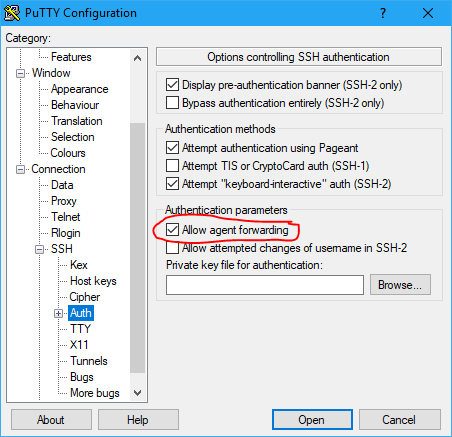 PuTTY Configuration
Category:
Features
Window
Appearance
Behaviour
Translation
Selection
Colours
Connection
Data
Proxy
Telnet
Rlogin
SSH
Kex
Host keys
Cipher
Auth
TTY
X11
Tunnels
Bugs
More bugs
Options controlling SSH authentication
Display pre-authentication banner (SSH-2 only)
Bypass authentication entirely (SSH-2 only)
Authentication methods
Attempt authentication using Pageant
Attempt TIS or CryptoCard auth (SSH-1)
Attempt "keyboard-interactive" auth (SSH-2)
Authentication parameters
Allow agent forwarding
Allow attempted changes of username in SSH-2
Private key file for authentication:
Browse...
About
Help
Open
Cancel